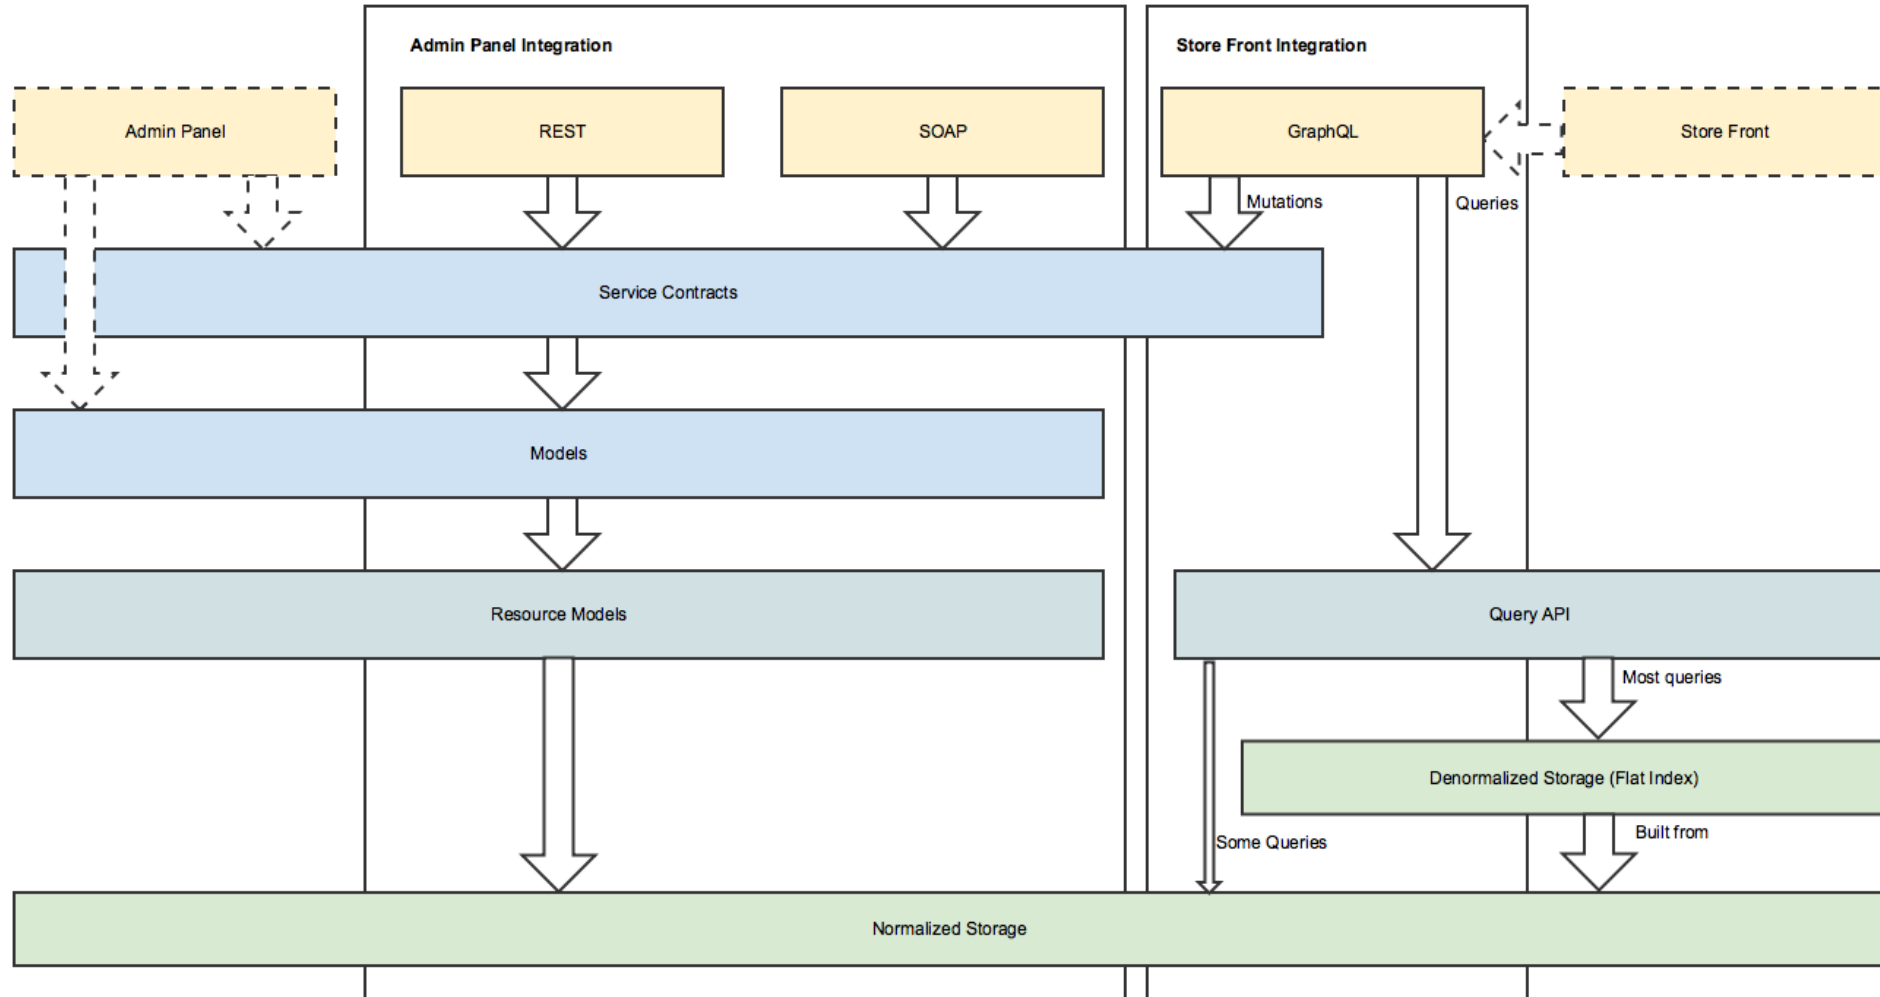 Admin Panel Integration
Store Front Integration
Admin Panel
REST
SOAP
GraphQL
Store Front
Mutations
Queries
Service Contracts
Models
Resource Models
Query API
Most queries
Denormalized Storage (Flat Index)
Some Queries
Built from
Normalized Storage